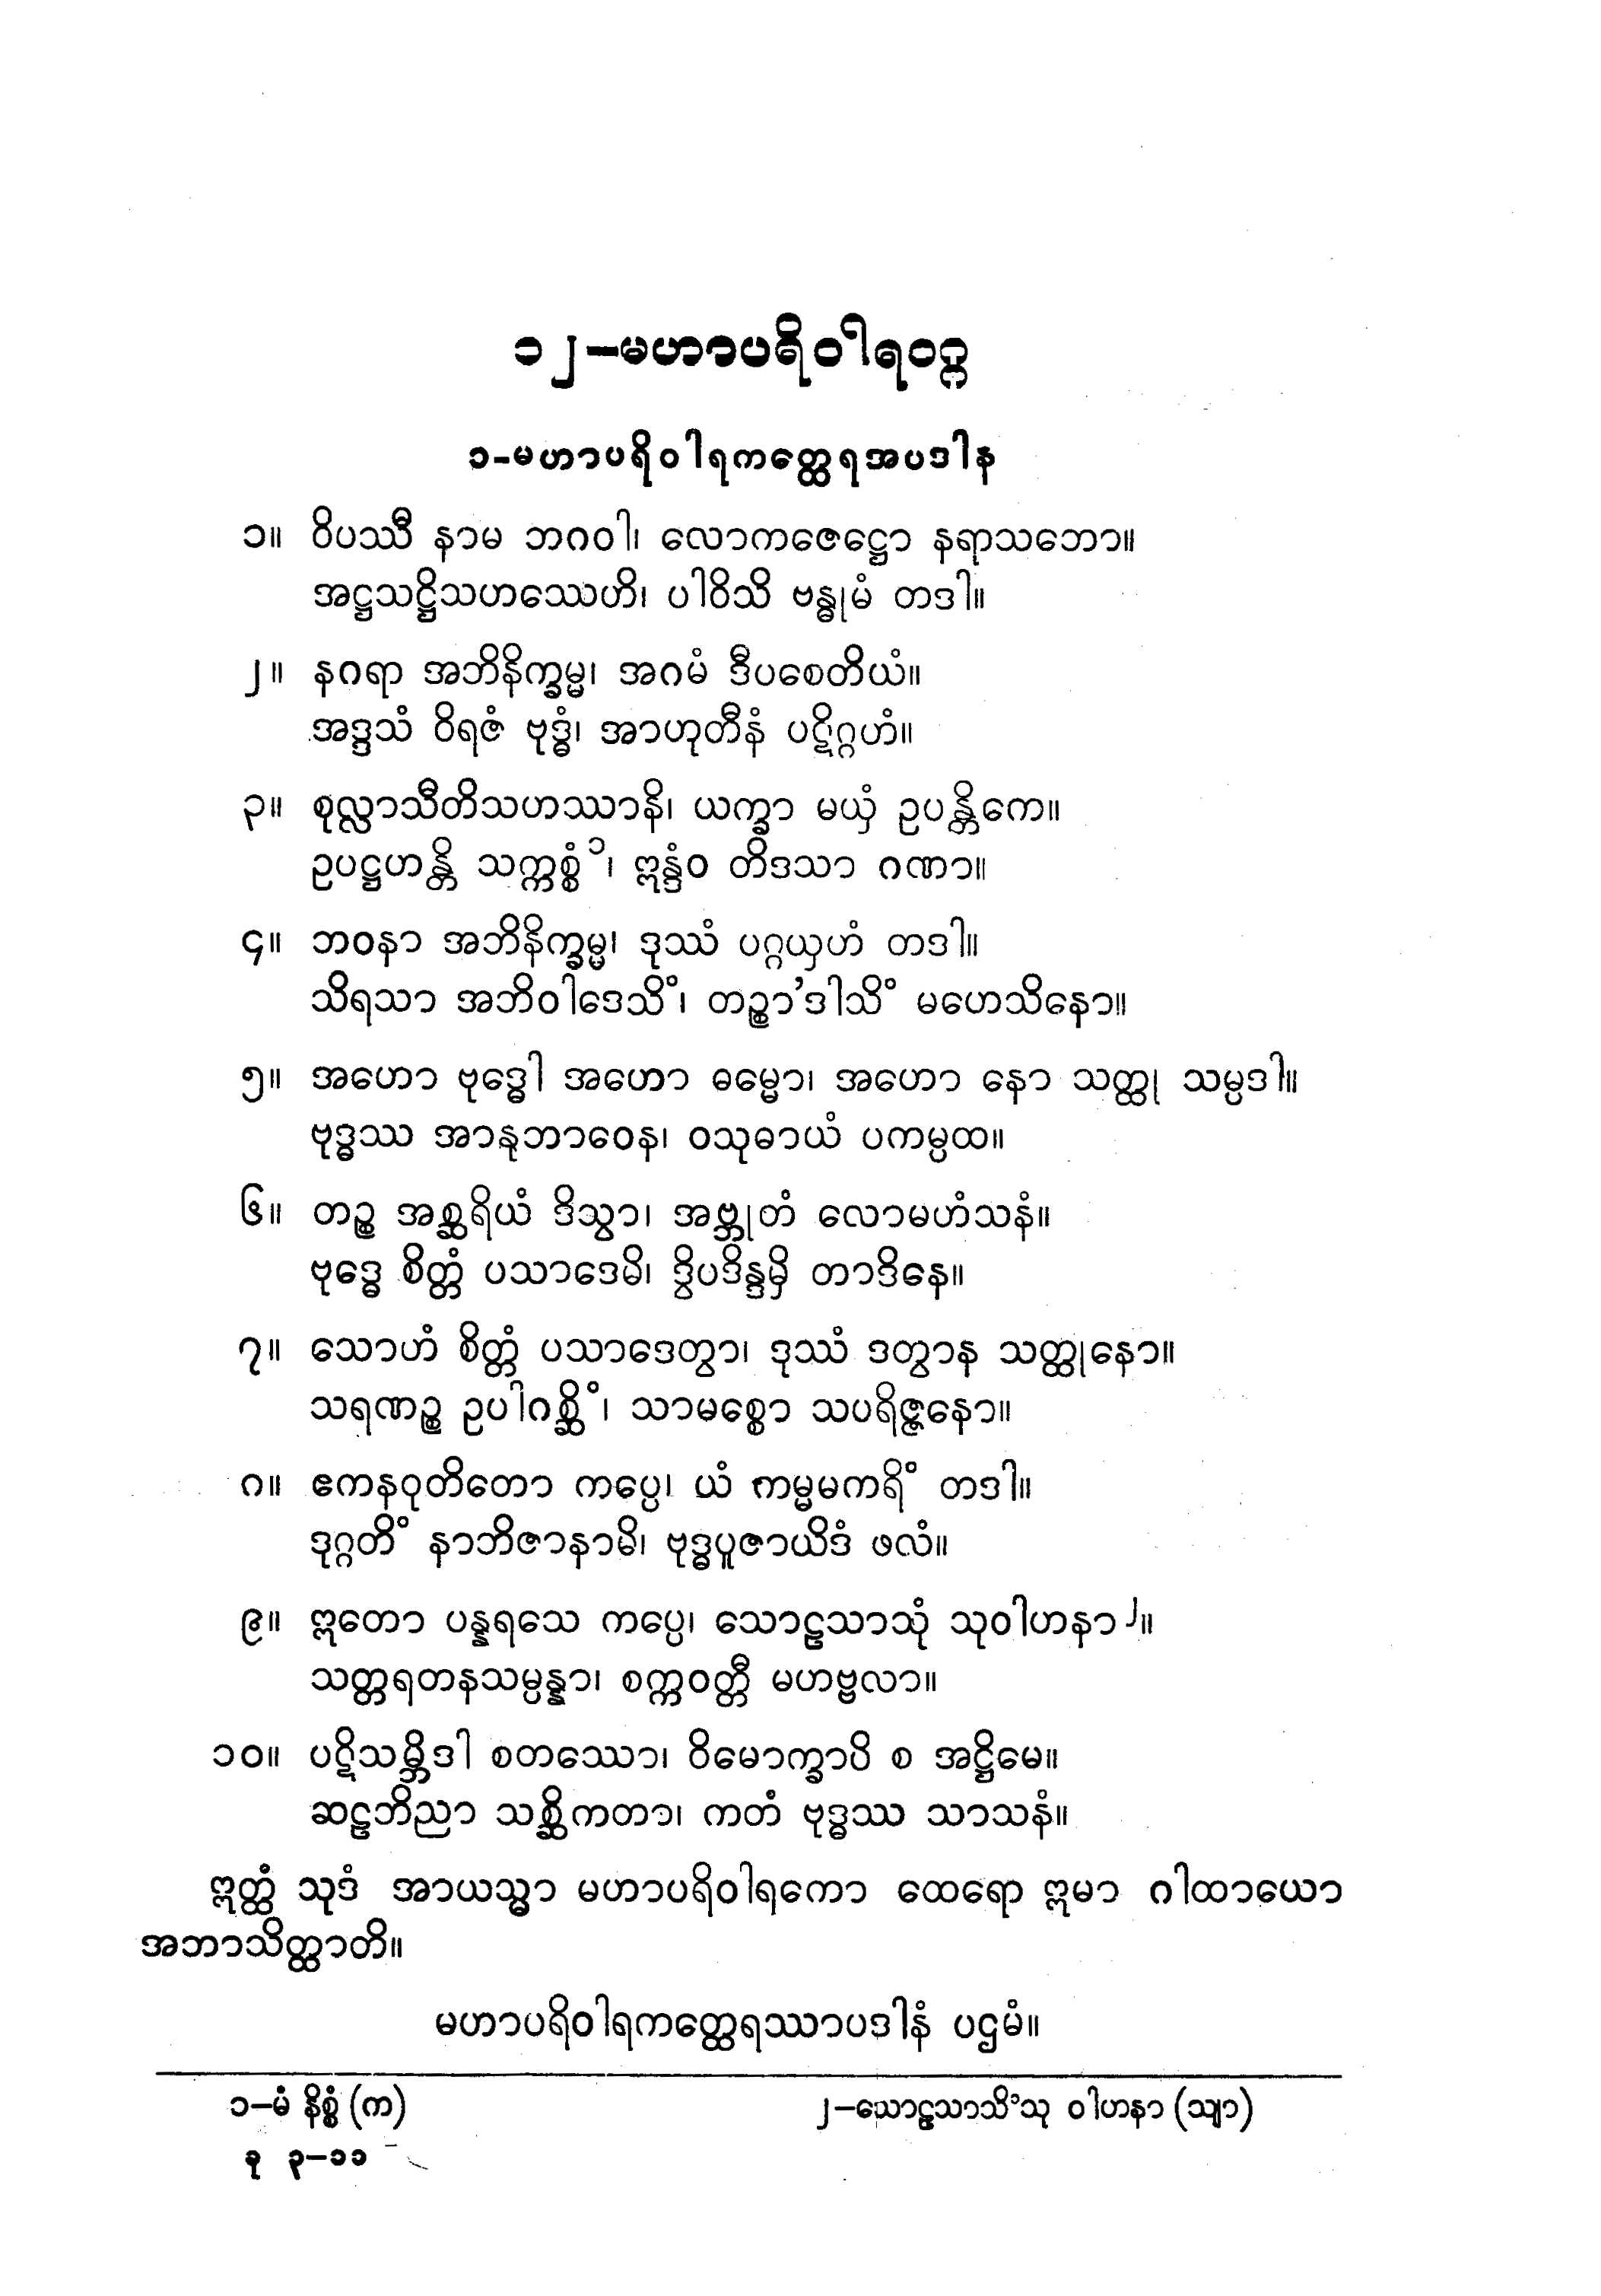 ၁၂–မဟာပရိဝါရဝဂ္ဂ
၁-မဟာပရိဝါရကတ္ထေရအပဒါန
၁။ ဝိပဿီ နာမ ဘဂဝါ၊ လောကဇေဋ္ဌော နရာသဘော။
အဋ္ဌသဋ္ဌိသဟဿေဟိ၊ ပါဝိသိ ဗန္ဓုမံ တဒါ။
၂။ နဂရာ အဘိနိက္ခမ္မ၊ အဂမံ ဒီပစေတိယံ။
အဒ္ဒသံ ဝိရဇံ ဗုဒ္ဓံ၊ အာဟုတီနံ ပဋိဂ္ဂဟံ။
၃။ စုလ္လာသီတိသဟဿာနိ၊ ယက္ခာ မယှံ ဥပန္တိကေ။
ဥပဋ္ဌဟန္တိ သက္ကစ္စံ၁၊ ဣန္ဒံဝ တိဒသာ ဂဏာ။
၄။ ဘဝနာ အဘိနိက္ခမ္မ၊ ဒုဿံ ပဂ္ဂယှဟံ တဒါ။
သိရသာ အဘိဝါဒေသိံ၊ တဉ္စာ’ဒါသိံ မဟေသိနော။
၅။ အဟော ဗုဒ္ဓေါ အဟော ဓမ္မော၊ အဟော နော သတ္ထု သမ္ပဒါ။
ဗုဒ္ဓဿ အာနုဘာဝေန၊ ဝသုဓာယံ ပကမ္ပထ။
၆။ တဉ္စ အစ္ဆရိယံ ဒိသွာ၊ အဗ္ဘုတံ လောမဟံသနံ။
ဗုဒ္ဓေ စိတ္တံ ပသာဒေမိ၊ ဒွိပဒိန္ဒမှိ တာဒိနေ။
၇။ သောဟံ စိတ္တံ ပသာဒေတွာ၊ ဒုဿံ ဒတွာန သတ္ထုနော။
သရဏဉ္စ ဥပါဂစ္ဆိံ၊ သာမစ္စော သပရိဇ္ဇနော။
၈။ ဧကနဝုတိတော ကပ္ပေ၊ ယံ ကမ္မမကရိံ တဒါ။
ဒုဂ္ဂတိံ နာဘိဇာနာမိ၊ ဗုဒ္ဓပူဇာယိဒံ ဖလံ။
၉။ ဣတော ပန္နရသေ ကပ္ပေ၊ သောဠသာသုံ သုဝါဟနာ၂။
သတ္တရတနသမ္ပန္နာ၊ စက္ကဝတ္တီ မဟဗ္ဗလာ။
၁၀။ ပဋိသမ္ဘိဒါ စတဿော၊ ဝိမောက္ခာပိ စ အဋ္ဌိမေ။
ဆဠဘိညာ သစ္ဆိကတာ၊ ကတံ ဗုဒ္ဓဿ သာသနံ။
ဣတ္ထံ သုဒံ အာယသ္မာ မဟာပရိဝါရကော ထေရော ဣမာ ဂါထာယော
အဘာသိတ္ထာတိ။
မဟာပရိဝါရကတ္ထေရဿာပဒါနံ ပဌမံ။
၁–မံ နိစ္စံ (က) ၂–သောဠသာသိံသု ဝါဟနာ (သျာ)
ခု ၃–၁၁